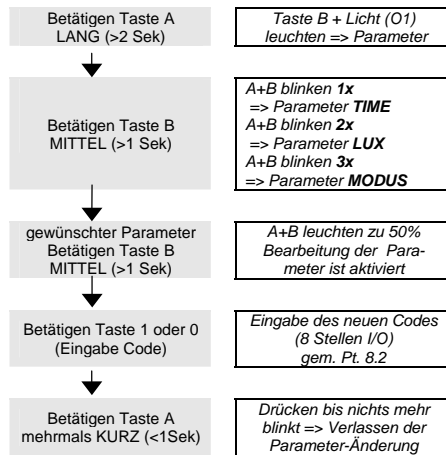 Betätigen Taste A
LANG (>2 Sek)
Taste B + Licht (O1)
leuchten => Parameter
Betätigen Taste B
MITTEL (>1 Sek)
A+B blinken 1x
=> Parameter TIME
A+B blinken 2x
=> Parameter LUX
A+B blinken 3x
=> Parameter MODUS
gewünschter Parameter
Betätigen Taste B
MITTEL (>1 Sek)
A+B leuchten zu 50%
Bearbeitung der Para-
meter ist aktiviert
Betätigen Taste 1 oder 0
(Eingabe Code)
Eingabe des neuen Codes
(8 Stellen I/O)
gem. Pt. 8.2
Betätigen Taste A
mehrmals KURZ (<1Sek)
Drücken bis nichts mehr
blinkt => Verlassen der
Parameter-Änderung